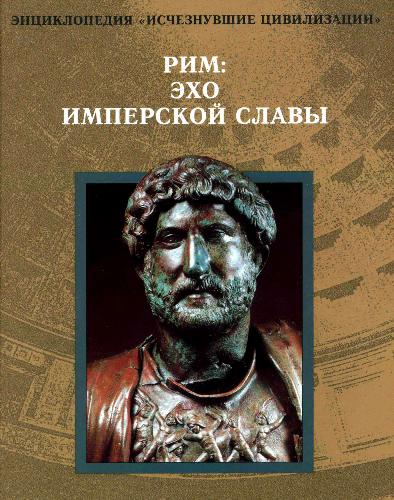 ЭНЦИКЛОПЕДИЯ «ИСЧЕЗНУВШИЕ ЦИВИЛИЗАЦИИ»
РИМ:
ЭХО
ИМПЕРСКОЙ СЛАВЫ